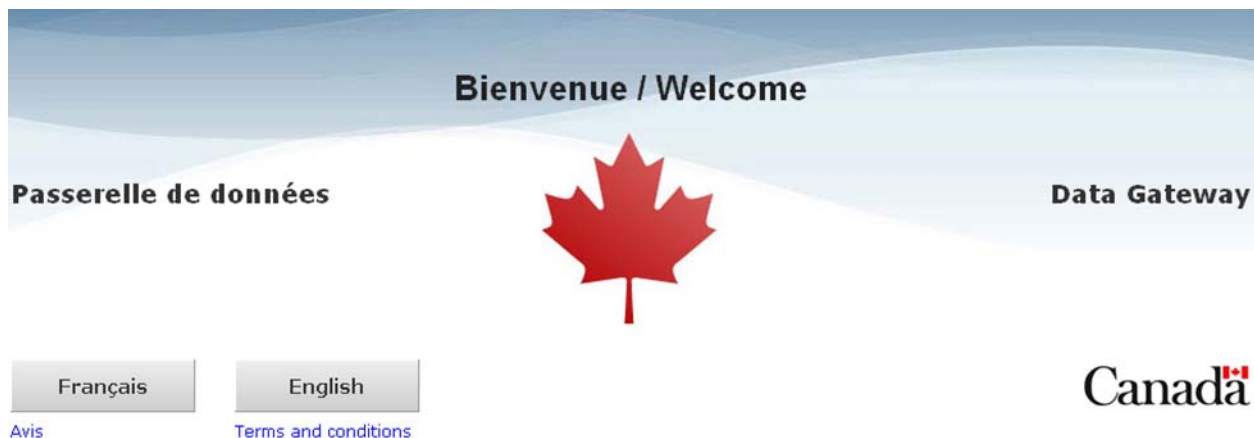 Bienvenue / Welcome
Passerelle de données
Data Gateway
Français
English
Canada
Avis
Terms and conditions